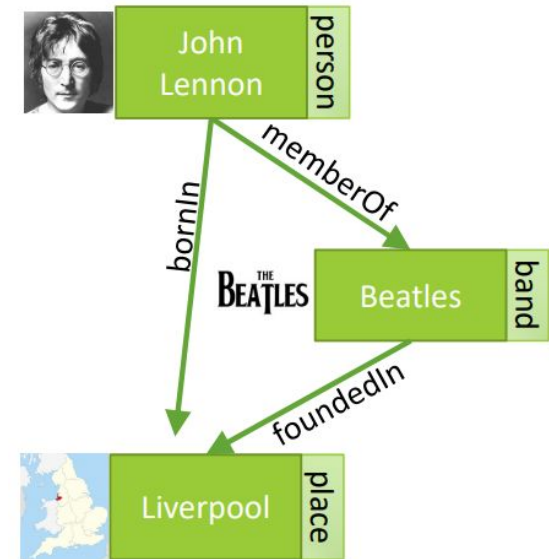 John
Lennon
person
memberOf
bornIn
THE
BEATLES
Beatles
band
foundedIn
Liverpool
place